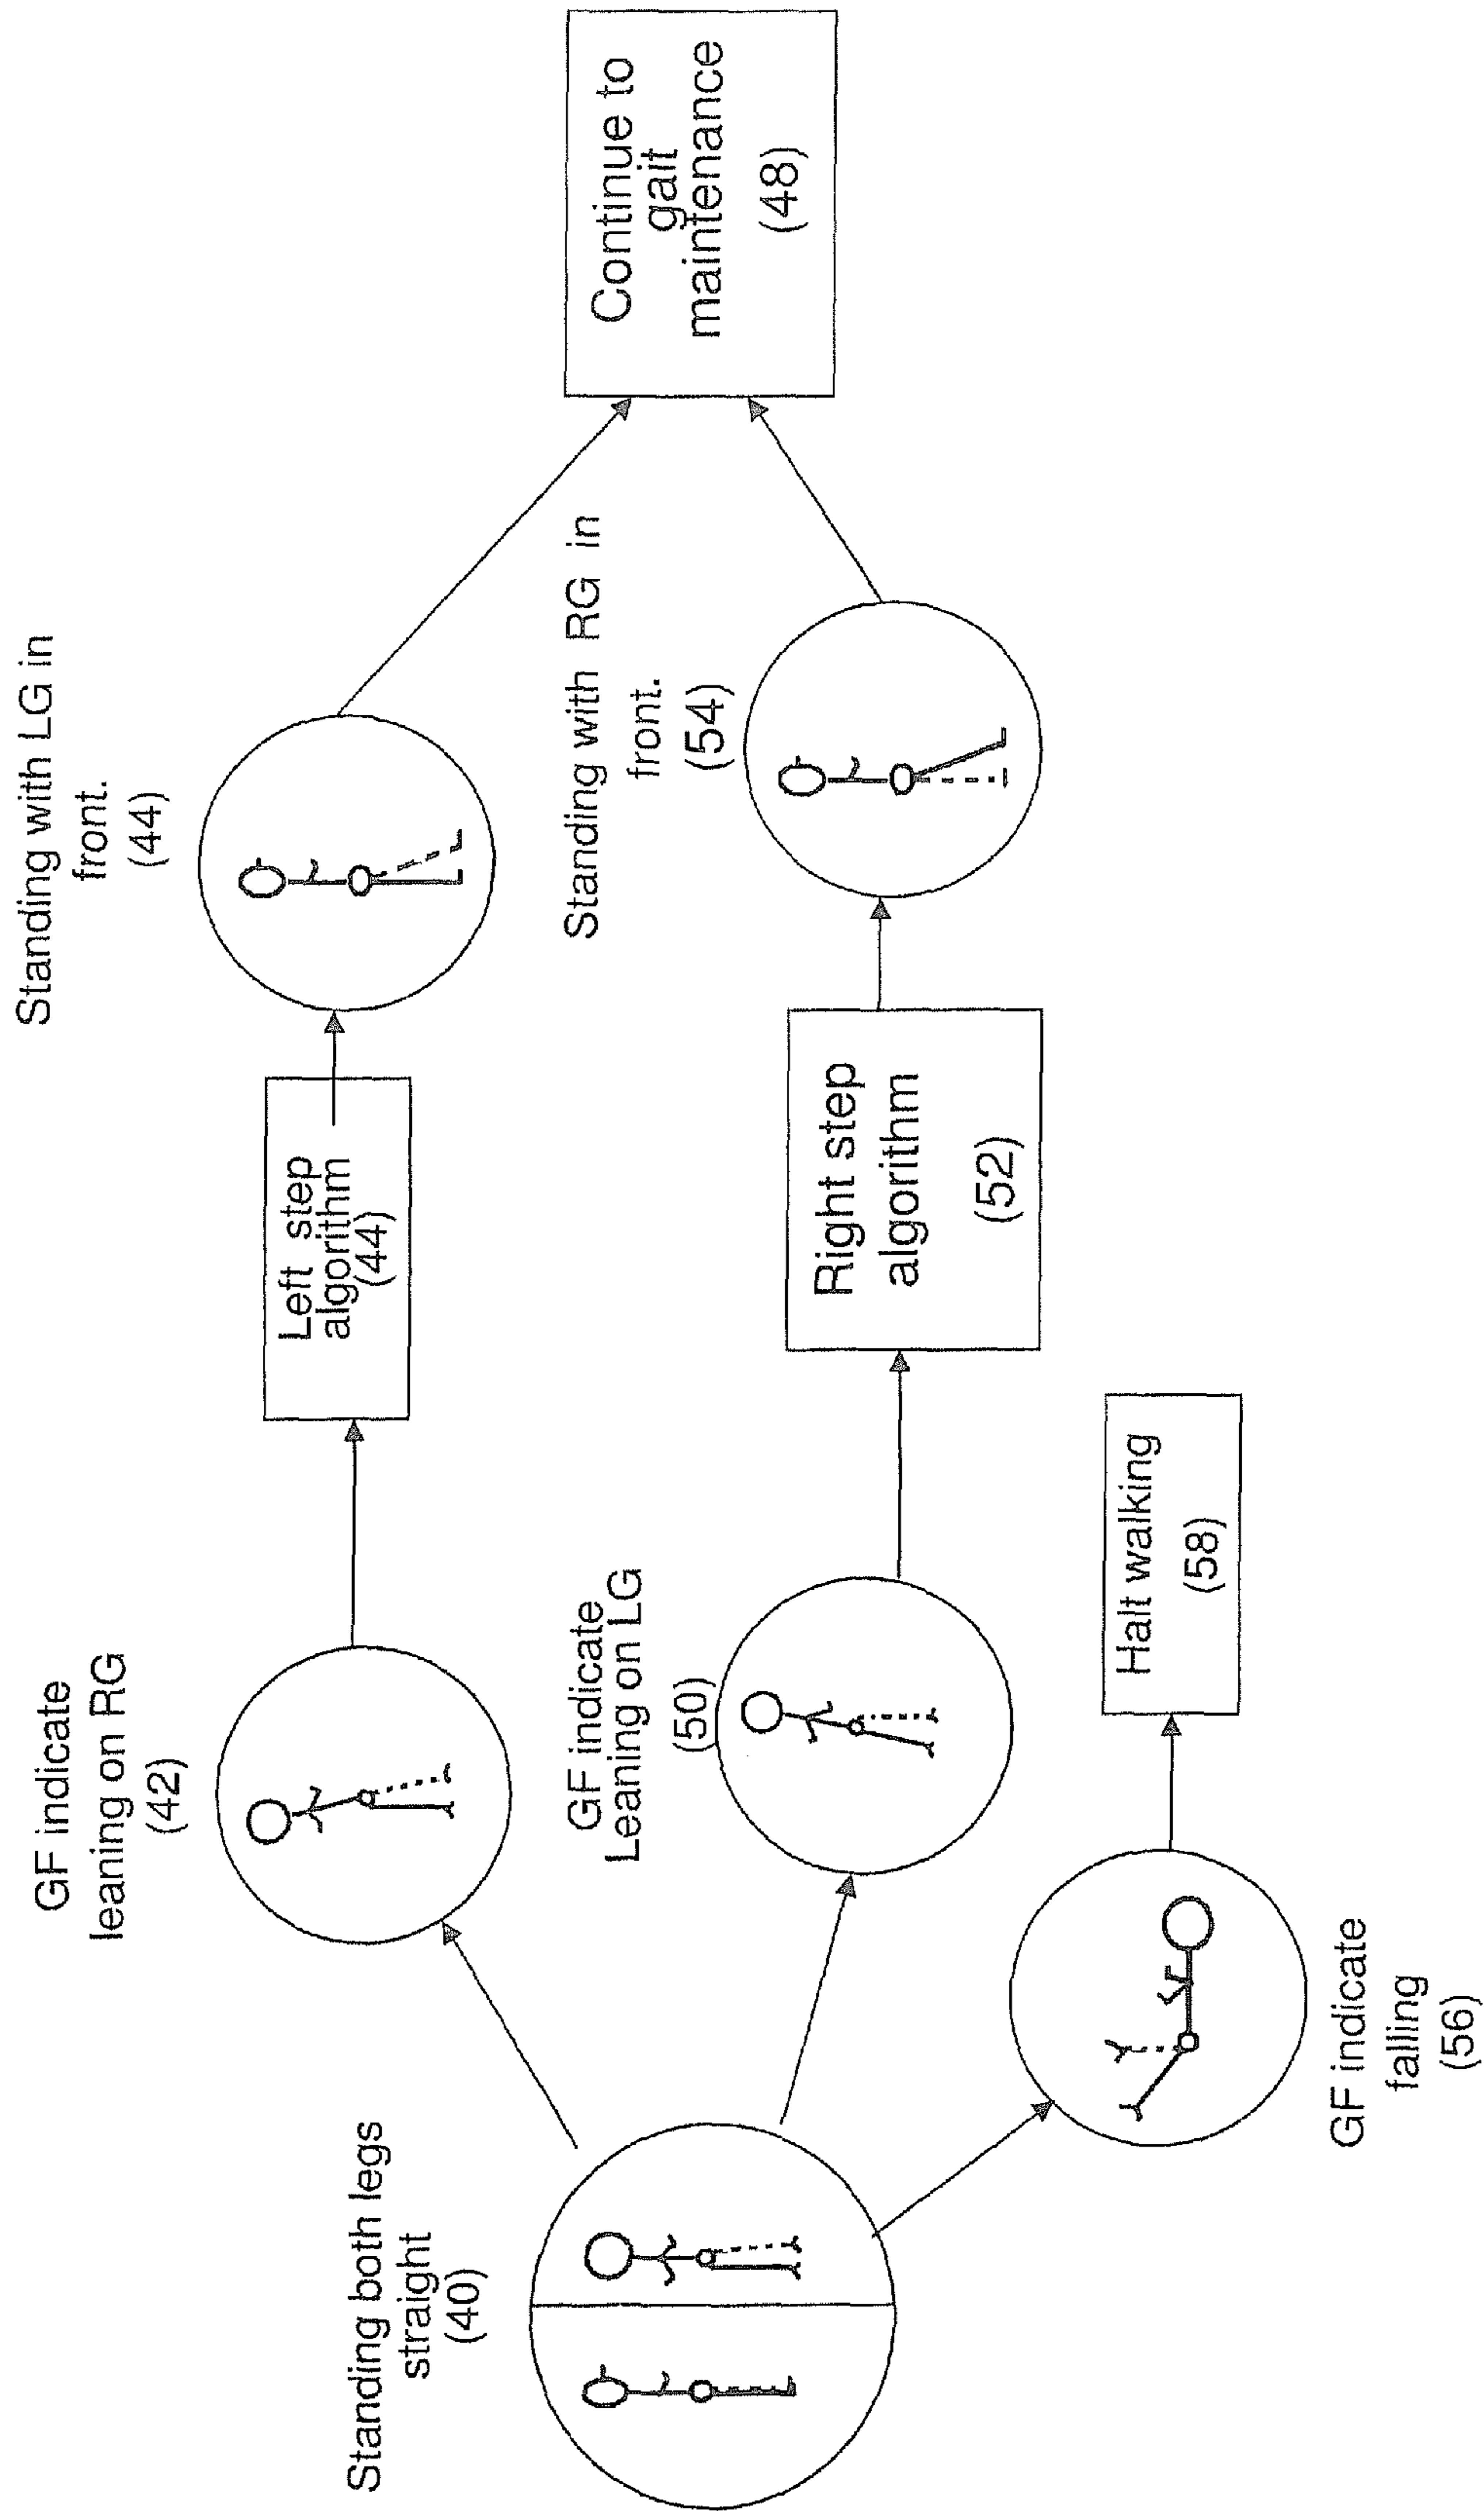 Standing both legs
straight
(40)
GF indicate
leaning on RG
(42)
Left step
algorithm
(44)
Standing with LG in
front.
(44)
GF indicate
Leaning on LG
(50)
Right step
algorithm
(52)
Standing with RG in
front.
(54)
Continue to
gait
maintenance
(48)
GF indicate
falling
(56)
Halt walking
(58)